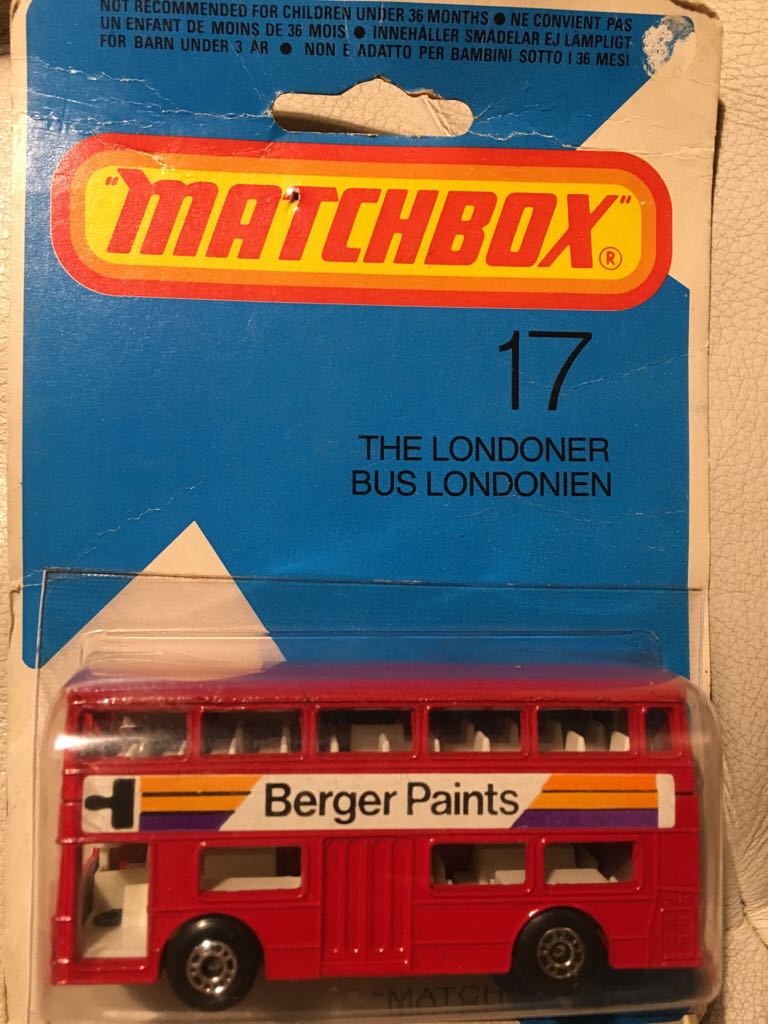 NOT RECOMMENDED FOR CHILDREN UNDER 36 MONTHS ● NE CONVIENT PAS
UN ENFANT DE MOINS DE 36 MOIS ● INNEHÅLLER SMÅDELAR EJ LÄMPLIGT
FÖR BARN UNDER 3 ÅR ● NON È ADATTO PER BAMBINI SOTTO I 36 MESI
"MATCHBOX"®
17
THE LONDONER
BUS LONDONIEN
Berger Paints
"MATCH